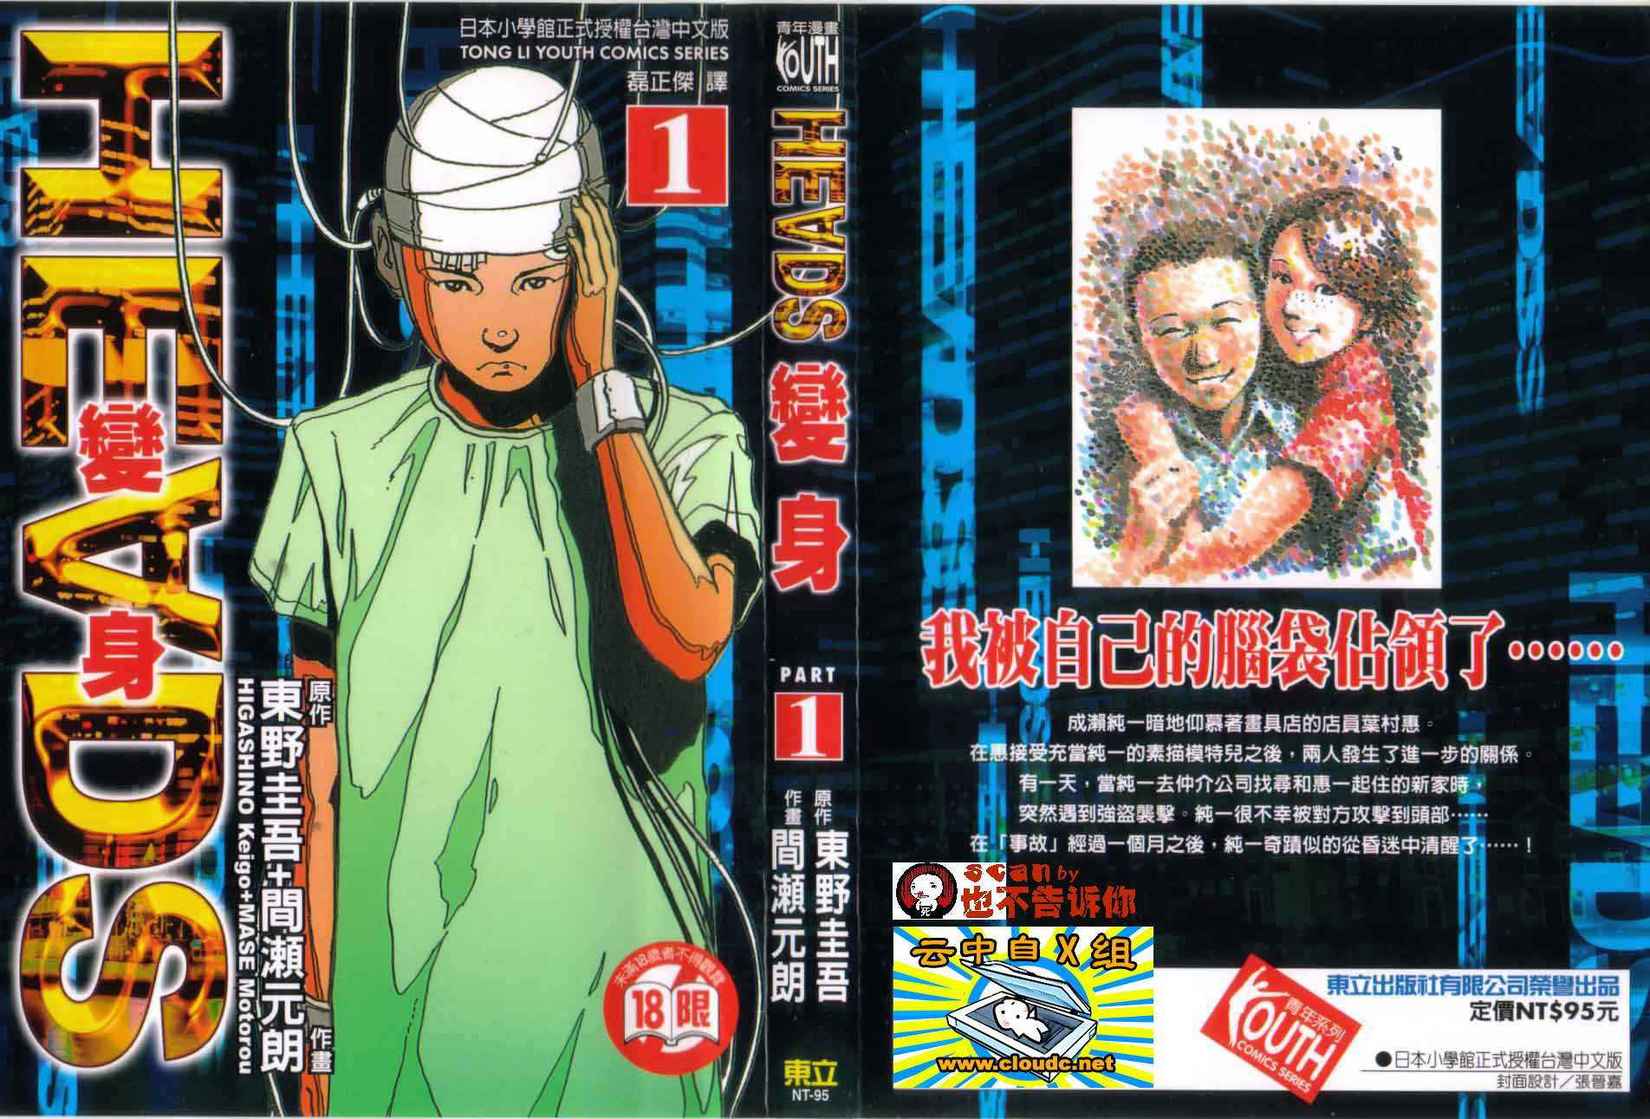 日本小學館正式授權台灣中文版
TONG LI YOUTH COMICS SERIES
磊正傑 譯
1
HEADS
變身
原作
東野圭吾+間瀬元朗
作畫
HIGASHINO Keigo+MASE Motorou
未滿18歲者不得觀看
18限
青年漫畫
YOUTH
COMICS SERIES
HEADS
變身
PART
1
原作 東野圭吾
作畫 間瀬元朗
東立
NT-95
我被自己的腦袋佔領了……
成瀨純一暗地仰慕著畫具店的店員葉村惠。
在惠接受充當純一的素描模特兒之後，兩人發生了進一步的關係。
有一天，當純一去仲介公司找尋和惠一起住的新家時，
突然遇到強盜襲擊。純一很不幸被對方攻擊到頭部……
在「事故」經過一個月之後，純一奇蹟似的從昏迷中清醒了……！
scan by
也不告诉你
死
云中自X组
www.cloudc.net
青年系列
YOUTH
COMICS SERIES
東立出版社有限公司榮譽出品
定價NT$95元
●日本小學館正式授權台灣中文版
封面設計／張晉嘉